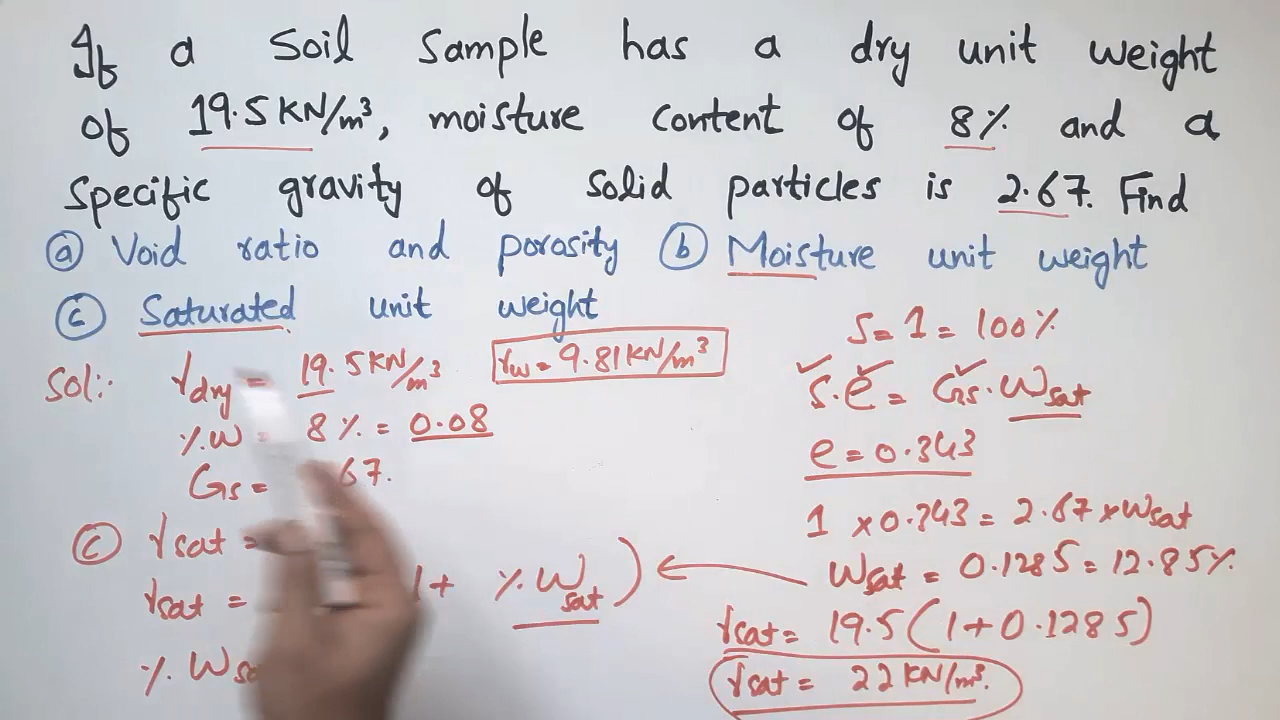 If a Soil Sample has a dry unit weight
of 19.5 KN/m³, moisture content of 8% and a
specific gravity of solid particles is 2.67. Find
ⓐ Void ratio and porosity ⓑ Moisture unit weight
ⓒ Saturated unit weight
Sol:- γdry = 19.5 KN/m³
γw = 9.81 KN/m³
%W = 8% = 0.08
Gs = 67.
ⓒ γsat =
γsat = 1 + %Wsat)
%. W
S = 1 = 100%
S.e = Gs.Wsat
e = 0.343
1 x 0.343 = 2.67 x Wsat
Wsat = 0.1285 = 12.85%
γsat = 19.5 (1 + 0.1285)
γsat = 22 KN/m³.